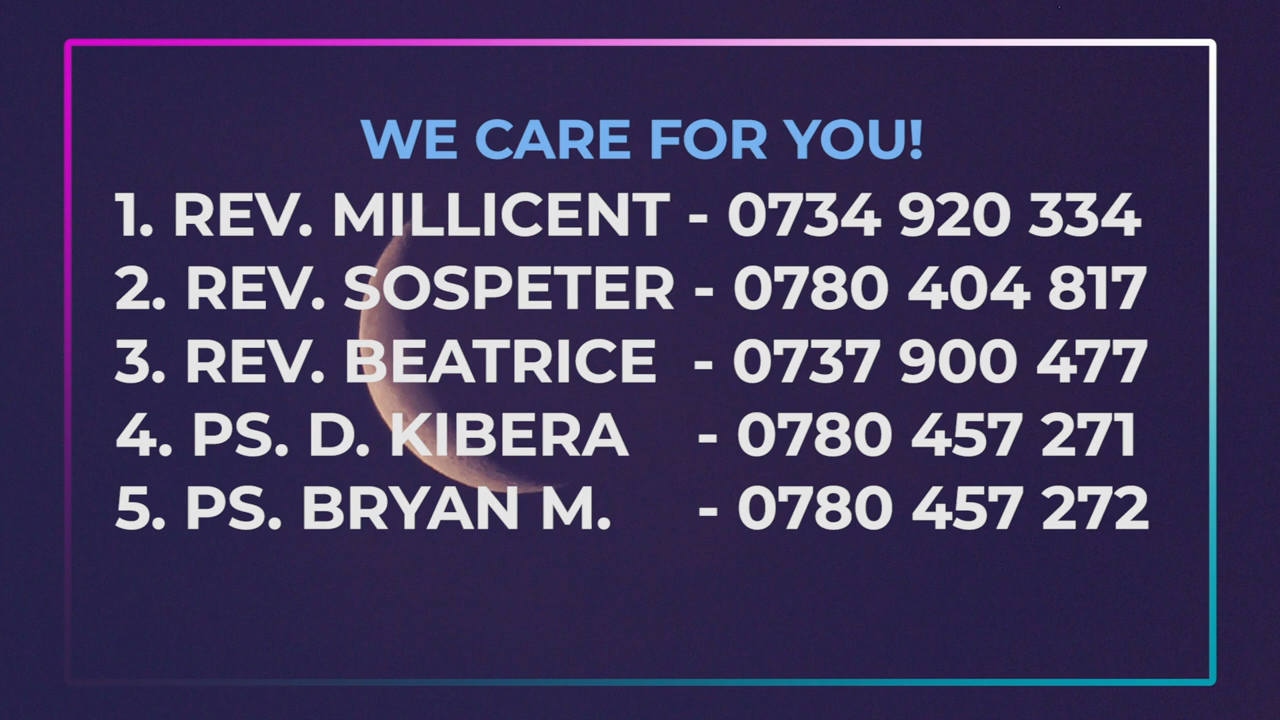 WE CARE FOR YOU!
1. REV. MILLICENT - 0734 920 334
2. REV. SOSPETER - 0780 404 817
3. REV. BEATRICE - 0737 900 477
4. PS. D. KIBERA - 0780 457 271
5. PS. BRYAN M. - 0780 457 272